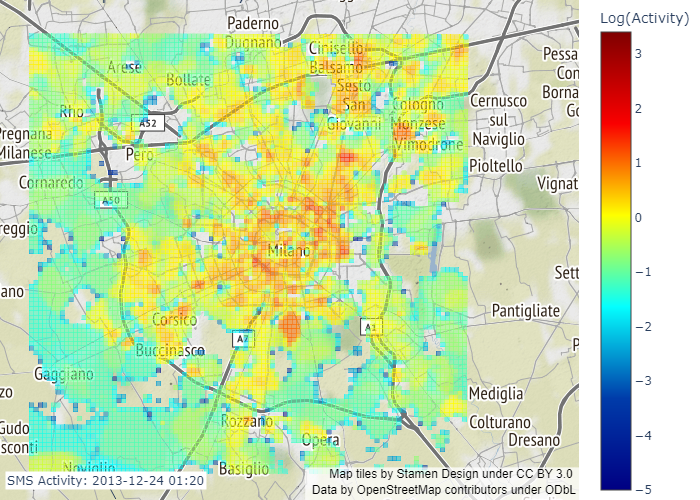 Paderno
Dugnano
Cinisello
Balsamo
Arese
Bollate
Sesto
San
Giovanni
Cologno
Monzese
Vimodrone
Pessa
Con
Borna
Go
Cernusco
sul
Naviglio
Rho
A52
Pregnana
Milanese
Pero
Pioltello
Cornaredo
Vignat
A50
reggio
Milano
Sett
ano
Pantigliate
Corsico
A7
A1
P
Buccinasco
Gaggiano
zo
Mediglia
Rozzano
Colturano
Gudo
sconti
Opera
Dresano
Noviglio
Basiglio
SMS Activity: 2013-12-24 01:20
Map tiles by Stamen Design under CC BY 3.0
Data by OpenStreetMap contributors under ODbL
Log(Activity)
3
2
1
0
−1
−2
−3
−4
−5